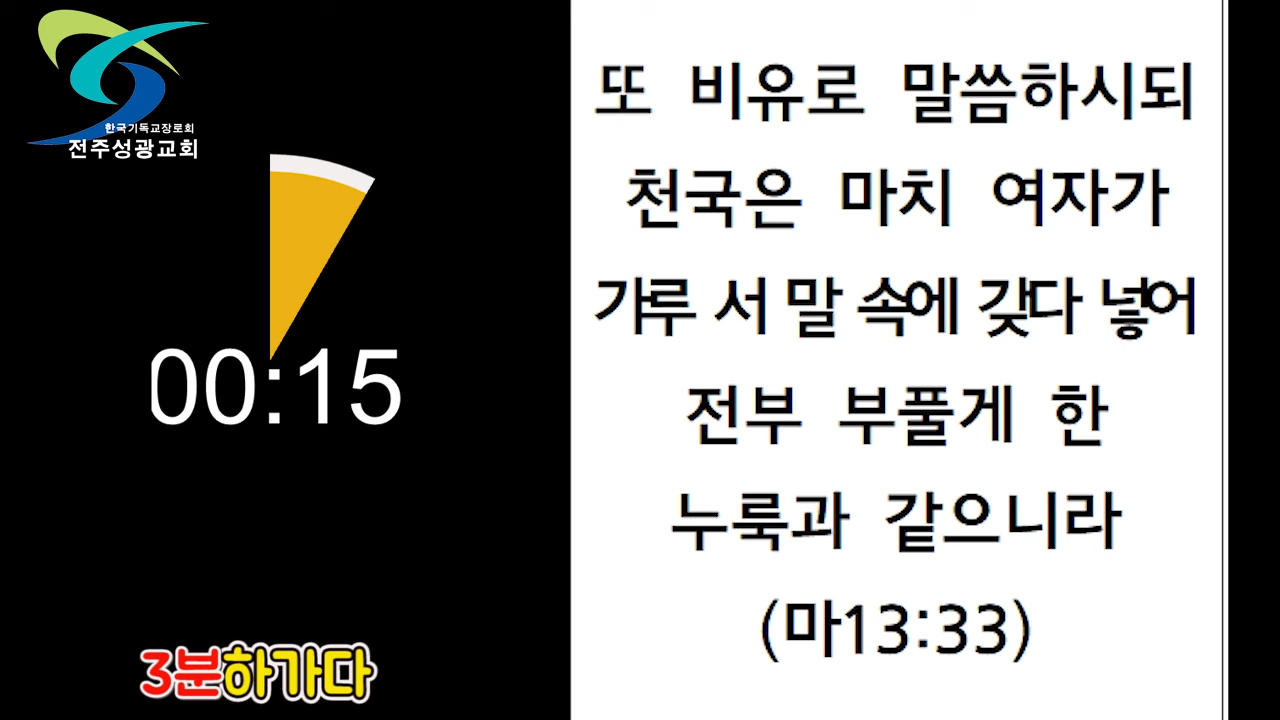 한국기독교장로회
전주성광교회
00:15
3분하가다
또 비유로 말씀하시되
천국은 마치 여자가
가루 서 말 속에 갖다 넣어
전부 부풀게 한
누룩과 같으니라
(마13:33)